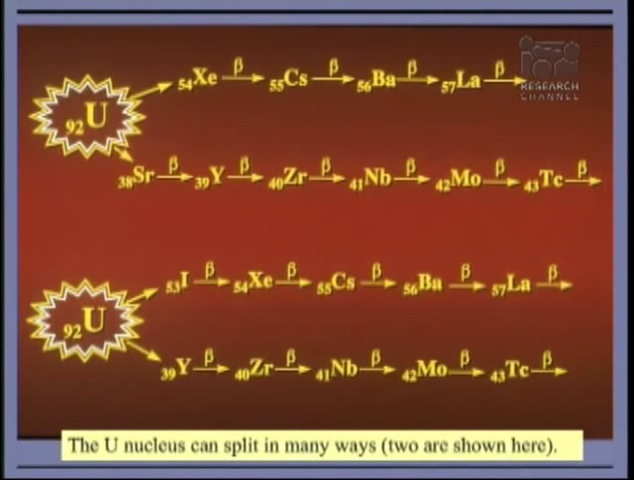 ₅₄Xe β ₅₅Cs β ₅₆Ba β ₅₇La β
RESEARCH
CHANNEL
₉₂U
₃₈Sr β ₃₉Y β ₄₀Zr β ₄₁Nb β ₄₂Mo β ₄₃Tc β
₅₃I β ₅₄Xe β ₅₅Cs β ₅₆Ba β ₅₇La β
₉₂U
₃₉Y β ₄₀Zr β ₄₁Nb β ₄₂Mo β ₄₃Tc β
The U nucleus can split in many ways (two are shown here).